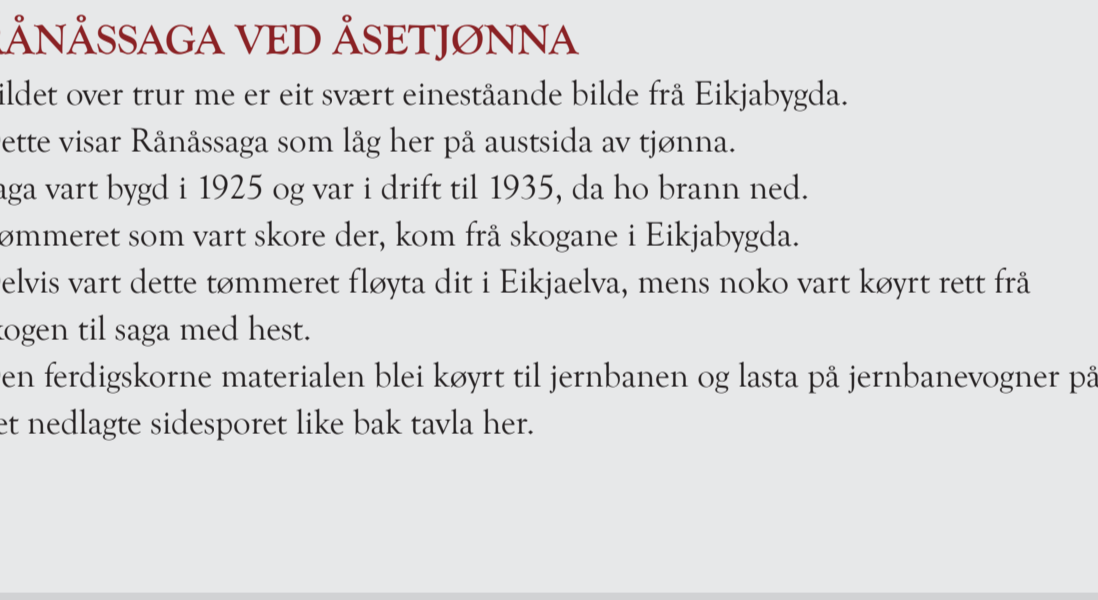 RÅNÅSSAGA VED ÅSETJØNNA
ildet over trur me er eit svært eineståande bilde frå Eikjabygda.
ette visar Rånåssaga som låg her på austsida av tjønna.
aga vart bygd i 1925 og var i drift til 1935, da ho brann ned.
ømmeret som vart skore der, kom frå skogane i Eikjabygda.
elvis vart dette tømmeret fløyta dit i Eikjaelva, mens noko vart køyrt rett frå
kogen til saga med hest.
en ferdigskorne materialen blei køyrt til jernbanen og lasta på jernbanevogner på
et nedlagte sidesporet like bak tavla her.